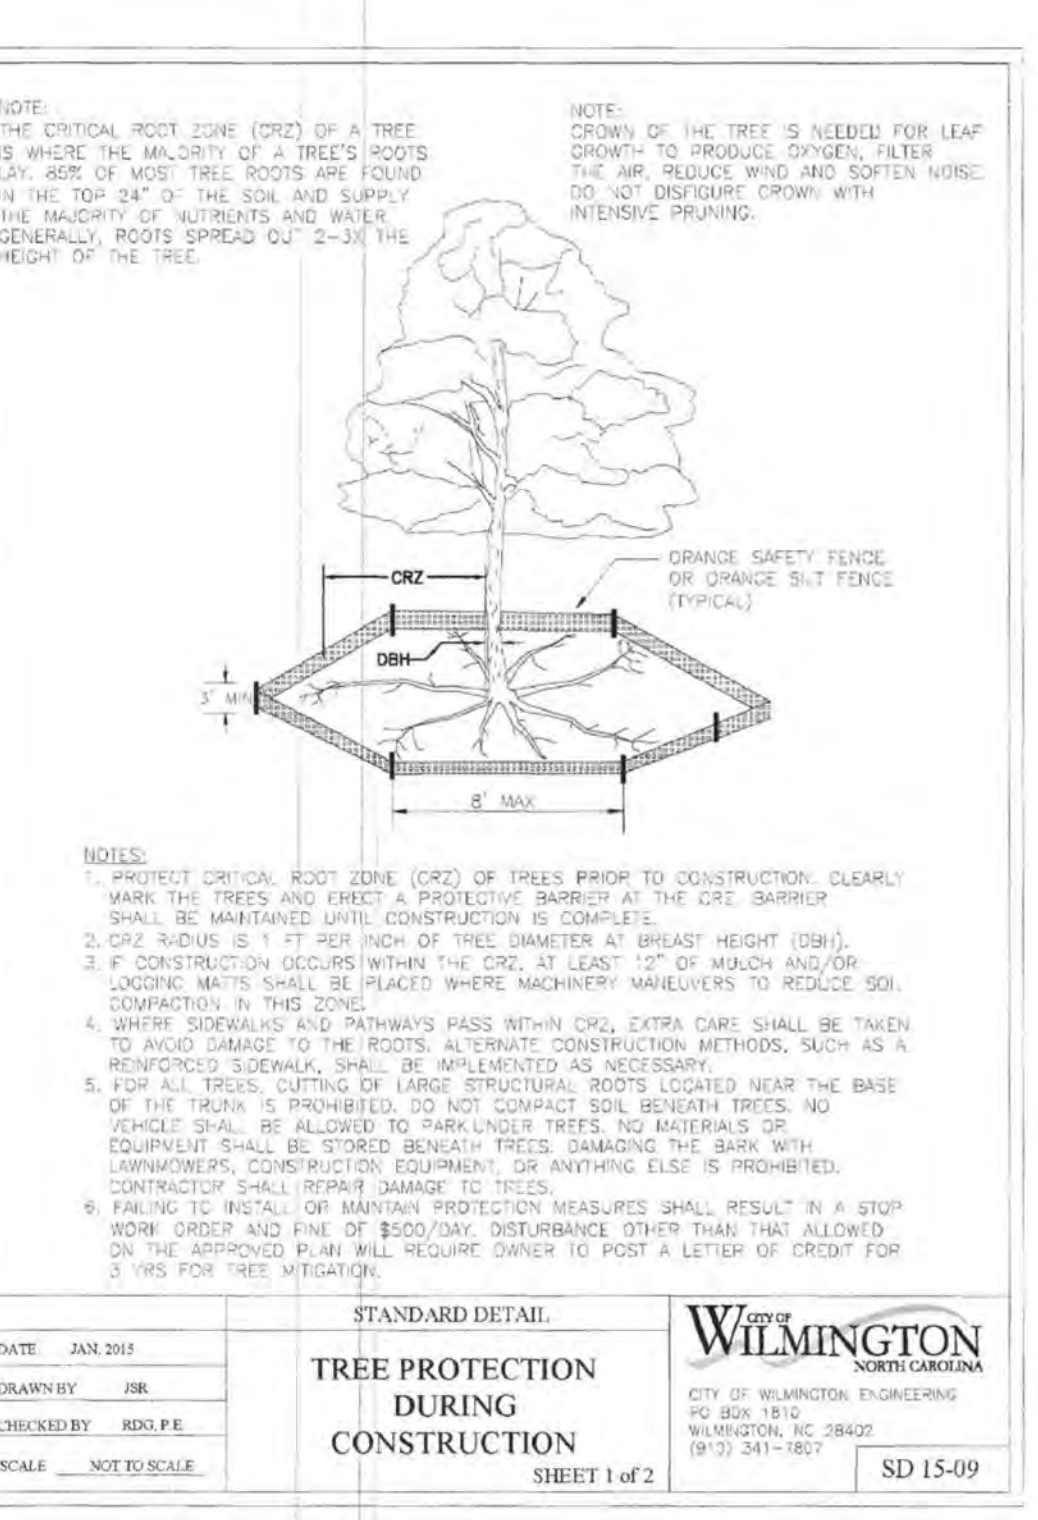 NOTE:
THE CRITICAL ROOT ZONE (CRZ) OF A TREE
IS WHERE THE MAJORITY OF A TREE'S ROOTS
LAY. 85% OF MOST TREE ROOTS ARE FOUND
IN THE TOP 24" OF THE SOIL AND SUPPLY
THE MAJORITY OF NUTRIENTS AND WATER.
GENERALLY, ROOTS SPREAD OUT 2-3X THE
HEIGHT OF THE TREE.
NOTE:
CROWN OF THE TREE IS NEEDED FOR LEAF
GROWTH TO PRODUCE OXYGEN, FILTER
THE AIR, REDUCE WIND AND SOFTEN NOISE.
DO NOT DISFIGURE CROWN WITH
INTENSIVE PRUNING.
ORANGE SAFETY FENCE
OR ORANGE SILT FENCE
(TYPICAL)
CRZ
DBH
3' MIN
8' MAX
NOTES:
1. PROTECT CRITICAL ROOT ZONE (CRZ) OF TREES PRIOR TO CONSTRUCTION. CLEARLY
MARK THE TREES AND ERECT A PROTECTIVE BARRIER AT THE CRZ. BARRIER
SHALL BE MAINTAINED UNTIL CONSTRUCTION IS COMPLETE.
2. CRZ RADIUS IS 1 FT PER INCH OF TREE DIAMETER AT BREAST HEIGHT (DBH).
3. IF CONSTRUCTION OCCURS WITHIN THE CRZ, AT LEAST 12" OF MULCH AND/OR
LOGGING MATTS SHALL BE PLACED WHERE MACHINERY MANEUVERS TO REDUCE SOIL
COMPACTION IN THIS ZONE.
4. WHERE SIDEWALKS AND PATHWAYS PASS WITHIN CRZ, EXTRA CARE SHALL BE TAKEN
TO AVOID DAMAGE TO THE ROOTS. ALTERNATE CONSTRUCTION METHODS, SUCH AS A
REINFORCED SIDEWALK, SHALL BE IMPLEMENTED AS NECESSARY.
5. FOR ALL TREES, CUTTING OF LARGE STRUCTURAL ROOTS LOCATED NEAR THE BASE
OF THE TRUNK IS PROHIBITED. DO NOT COMPACT SOIL BENEATH TREES. NO
VEHICLE SHALL BE ALLOWED TO PARK UNDER TREES. NO MATERIALS OR
EQUIPMENT SHALL BE STORED BENEATH TREES. DAMAGING THE BARK WITH
LAWNMOWERS, CONSTRUCTION EQUIPMENT, OR ANYTHING ELSE IS PROHIBITED.
CONTRACTOR SHALL REPAIR DAMAGE TO TREES.
6. FAILING TO INSTALL OR MAINTAIN PROTECTION MEASURES SHALL RESULT IN A STOP
WORK ORDER AND FINE OF $500/DAY. DISTURBANCE OTHER THAN THAT ALLOWED
ON THE APPROVED PLAN WILL REQUIRE OWNER TO POST A LETTER OF CREDIT FOR
3 YRS FOR TREE MITIGATION.
DATE JAN, 2015
DRAWN BY JSR
CHECKED BY RDG, P.E.
SCALE NOT TO SCALE
STANDARD DETAIL
TREE PROTECTION
DURING
CONSTRUCTION
SHEET 1 of 2
CITY OF
WILMINGTON
NORTH CAROLINA
CITY OF WILMINGTON ENGINEERING
PO BOX 1810
WILMINGTON, NC 28402
(910) 341-7807
SD 15-09